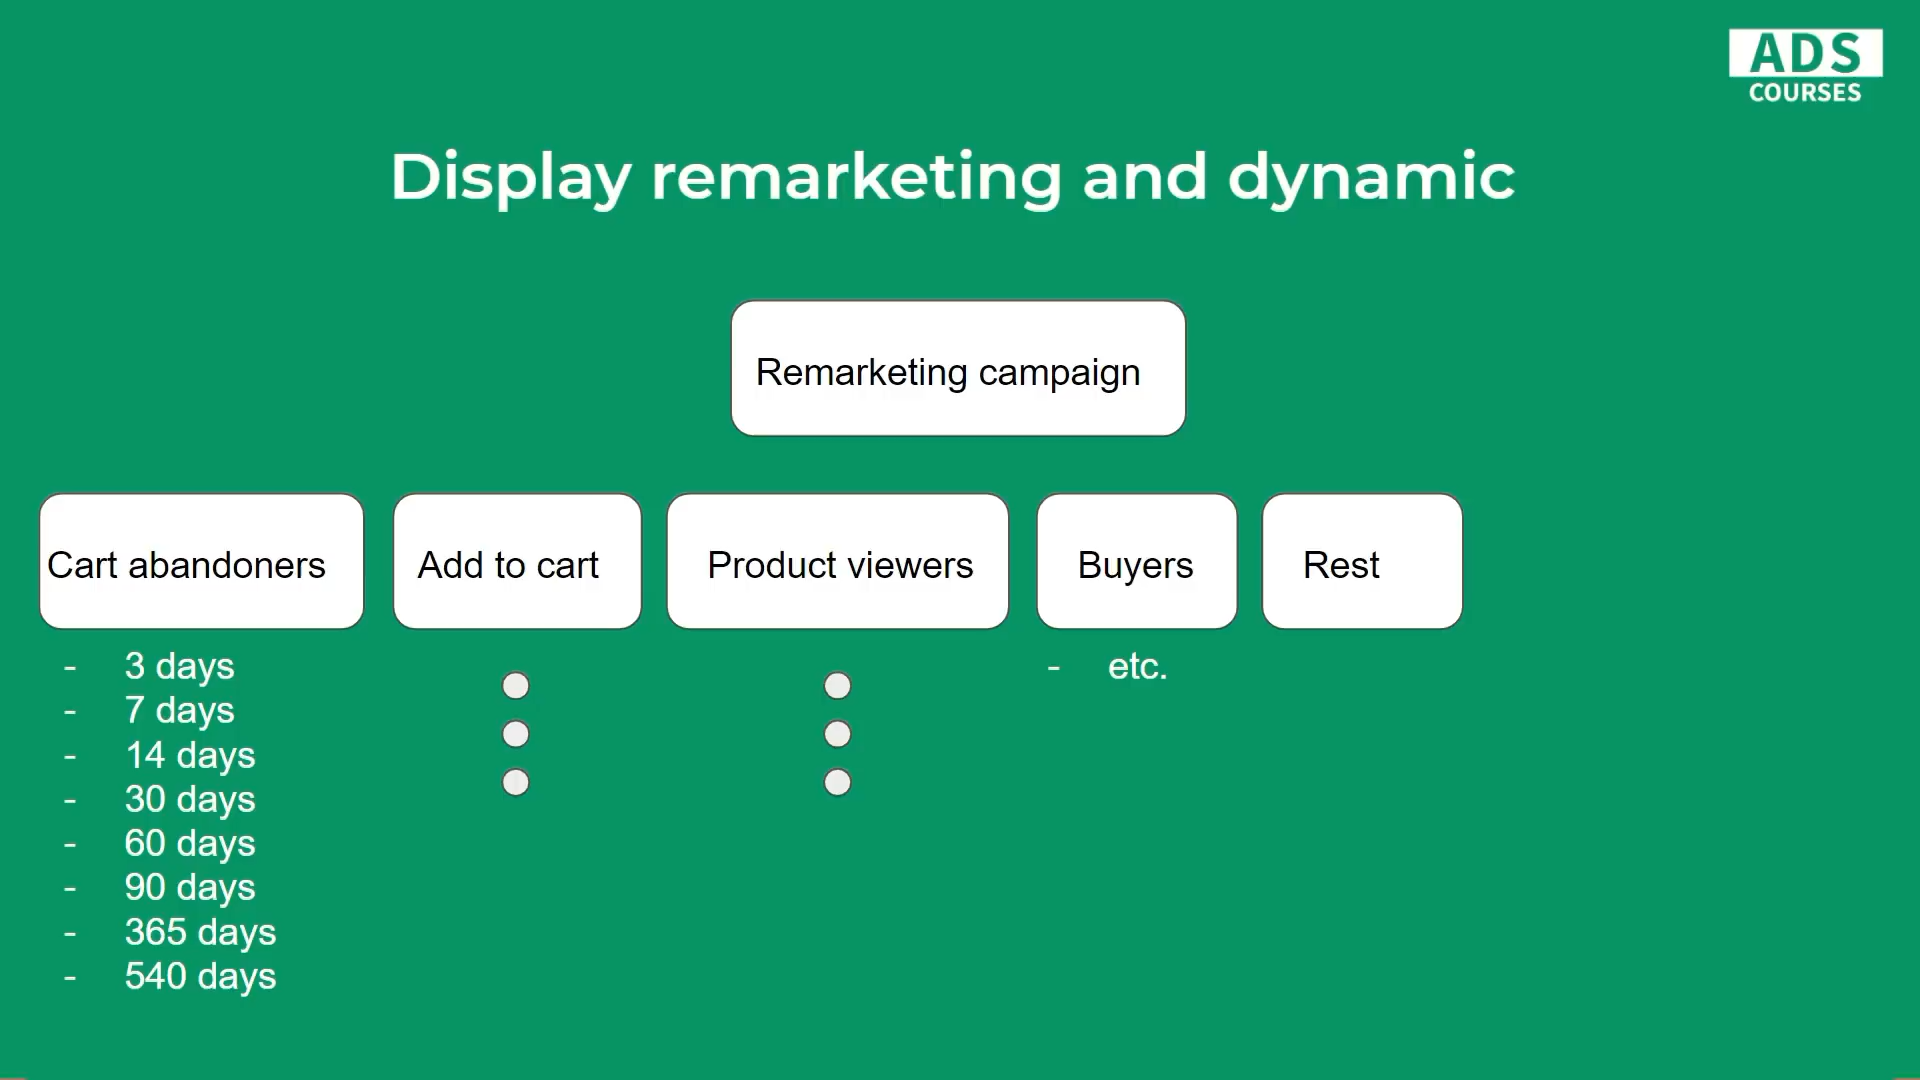 ADS
COURSES
Display remarketing and dynamic
Remarketing campaign
Cart abandoners
Add to cart
Product viewers
Buyers
Rest
- 3 days
- 7 days
- 14 days
- 30 days
- 60 days
- 90 days
- 365 days
- 540 days
- etc.